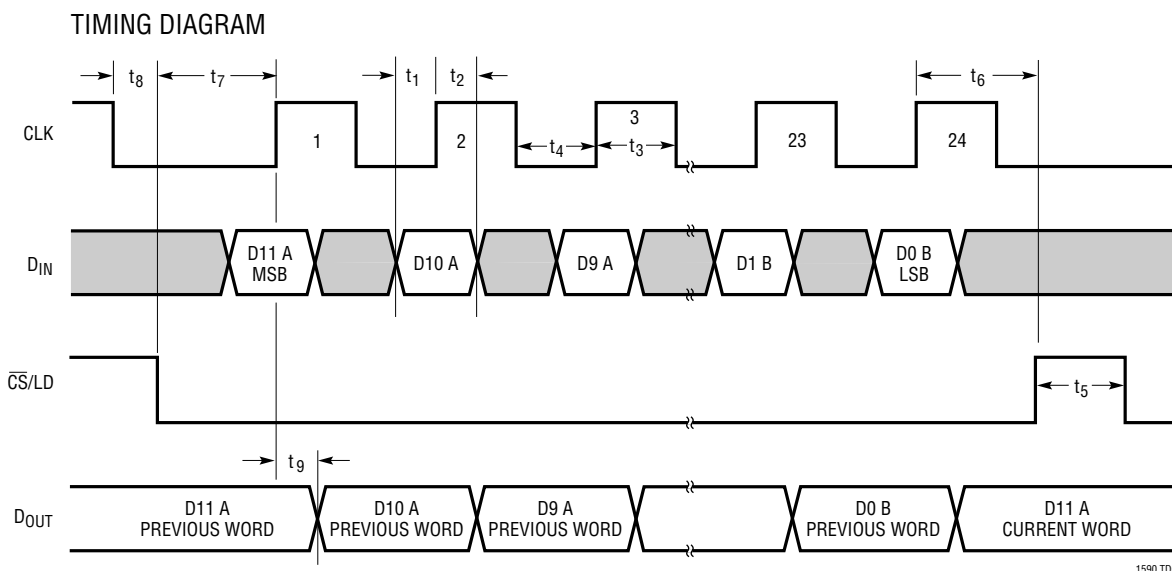 TIMING DIAGRAM
t8
t7
t1
t2
t6
CLK
1
2
t4
3
t3
23
24
DIN
D11 A
MSB
D10 A
D9 A
D1 B
D0 B
LSB
C̅S̅/LD
t5
t9
DOUT
D11 A
PREVIOUS WORD
D10 A
PREVIOUS WORD
D9 A
PREVIOUS WORD
D0 B
PREVIOUS WORD
D11 A
CURRENT WORD
1590 TD